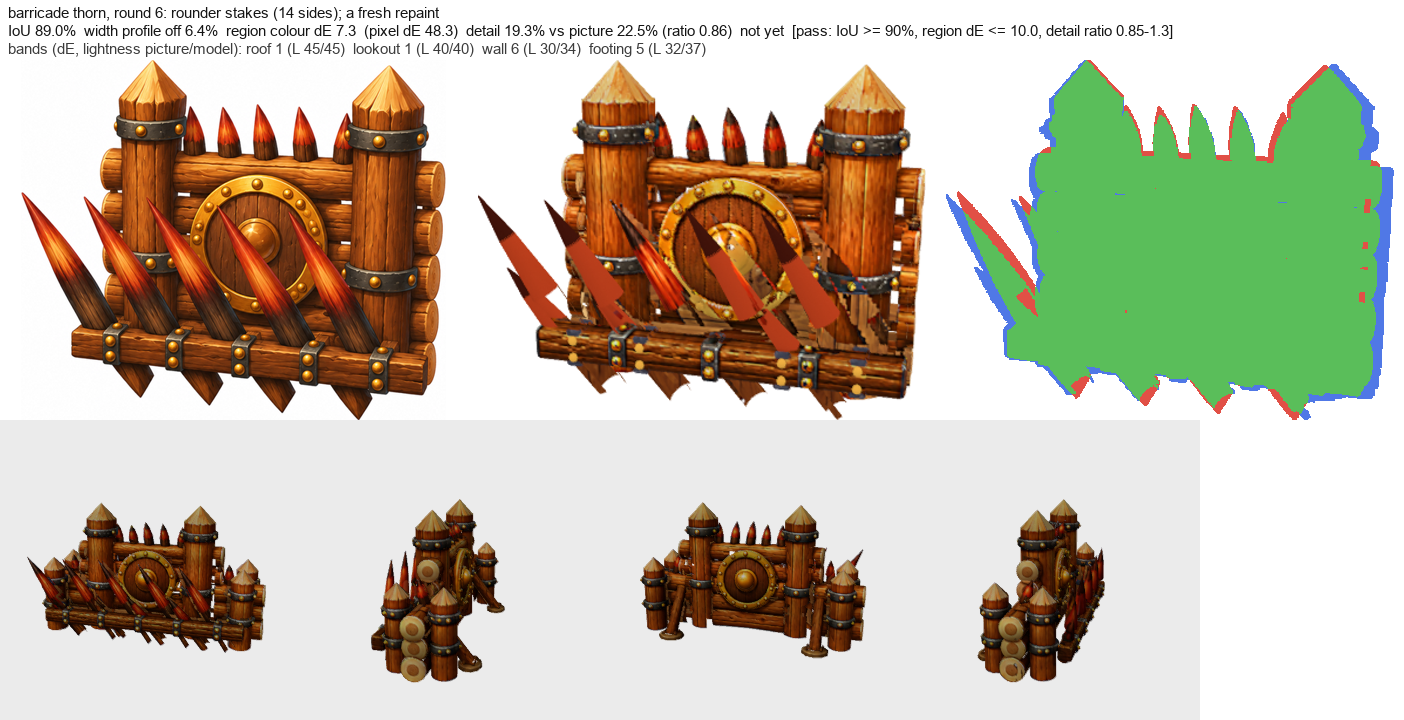 barricade thorn, round 6: rounder stakes (14 sides); a fresh repaint
IoU 89.0%  width profile off 6.4%  region colour dE 7.3  (pixel dE 48.3)  detail 19.3% vs picture 22.5% (ratio 0.86)  not yet  [pass: IoU >= 90%, region dE <= 10.0, detail ratio 0.85-1.3]
bands (dE, lightness picture/model): roof 1 (L 45/45)  lookout 1 (L 40/40)  wall 6 (L 30/34)  footing 5 (L 32/37)